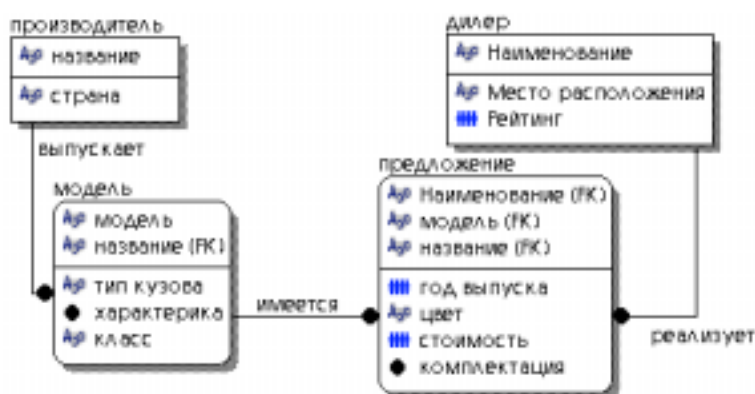 производитель
название
страна
выпускает
модель
модель
название (FK)
тип кузова
характерика
класс
имеется
дилер
Наименование
Место расположения
Рейтинг
предложение
Наименование (FK)
модель (FK)
название (FK)
год выпуска
цвет
стоимость
комплектация
реализует